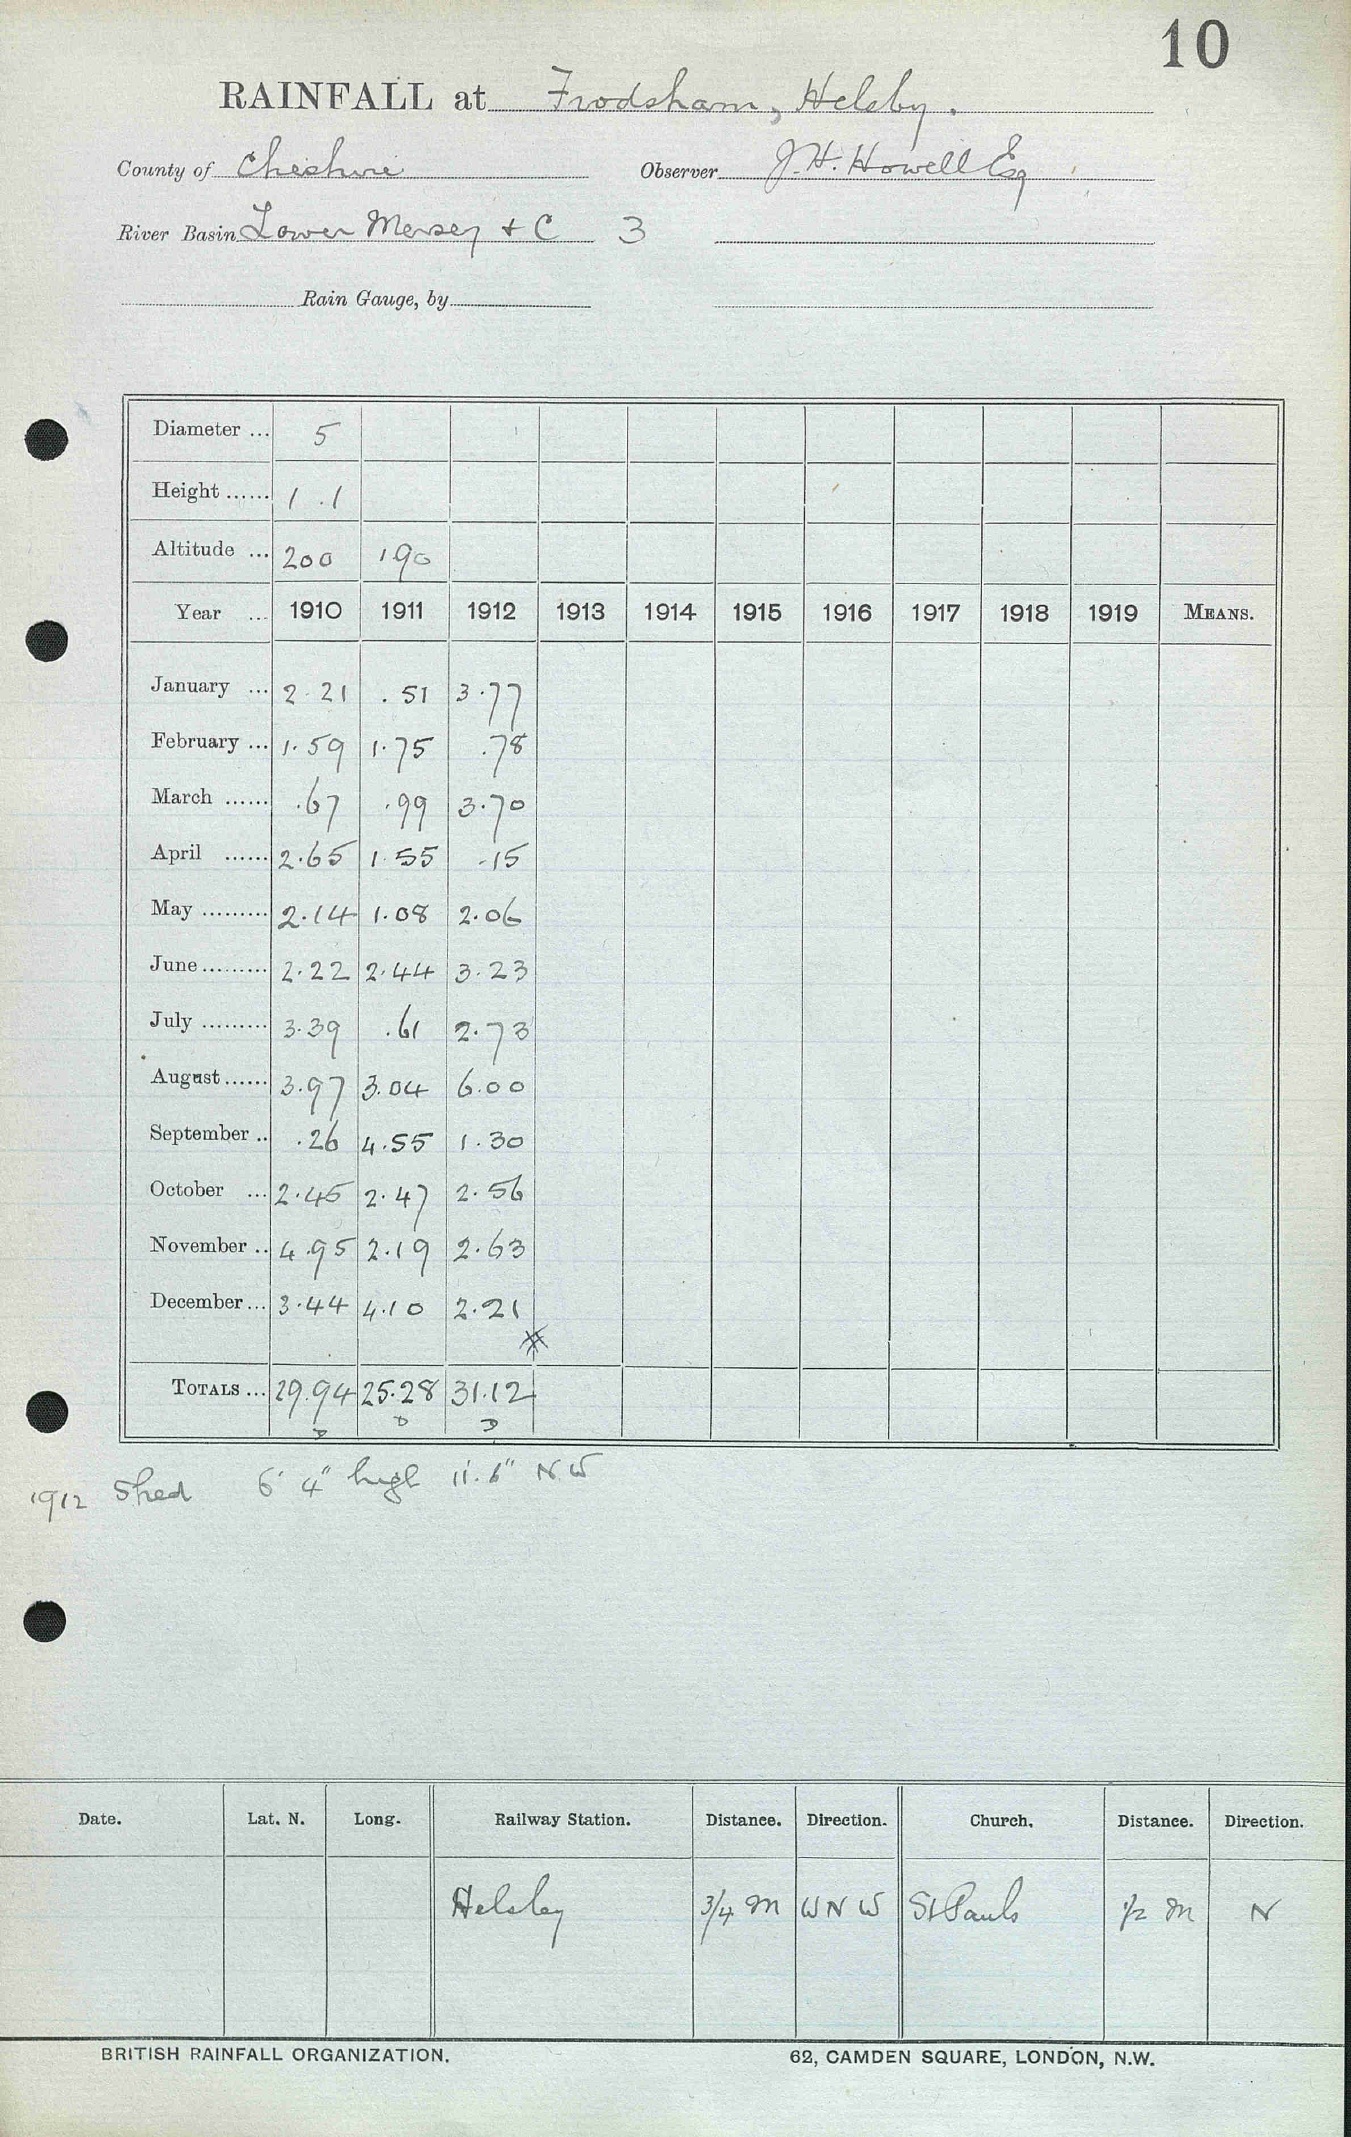 10
RAINFALL at Frodsham, Helsby.
County of Cheshire Observer J. H. Howell Esq
River Basin Lower Mersey + C 3
Rain Gauge, by
Diameter ... 5
Height ...... 1 .1
Altitude ... 200 190
Year ... 1910 1911 1912 1913 1914 1915 1916 1917 1918 1919 MEANS.
January ... 2.21 .51 3.77
February ... 1.59 1.75 .78
March ...... .67 .99 3.70
April ...... 2.65 1.55 .15
May ......... 2.14 1.08 2.06
June ......... 2.22 2.44 3.23
July ......... 3.39 .61 2.73
August ...... 3.97 3.04 6.00
September .. .26 4.55 1.30
October ... 2.45 2.47 2.56
November .. 4.95 2.19 2.63
December ... 3.44 4.10 2.21
TOTALS ... 29.94 25.28 31.12
D D D
1912 Shed 6' 4" high 11'.6" N.W
Date. Lat. N. Long. Railway Station. Distance. Direction. Church. Distance. Direction.
Helsby 3/4 M W N W St Pauls 1/2 M N
BRITISH RAINFALL ORGANIZATION. 62, CAMDEN SQUARE, LONDON, N.W.